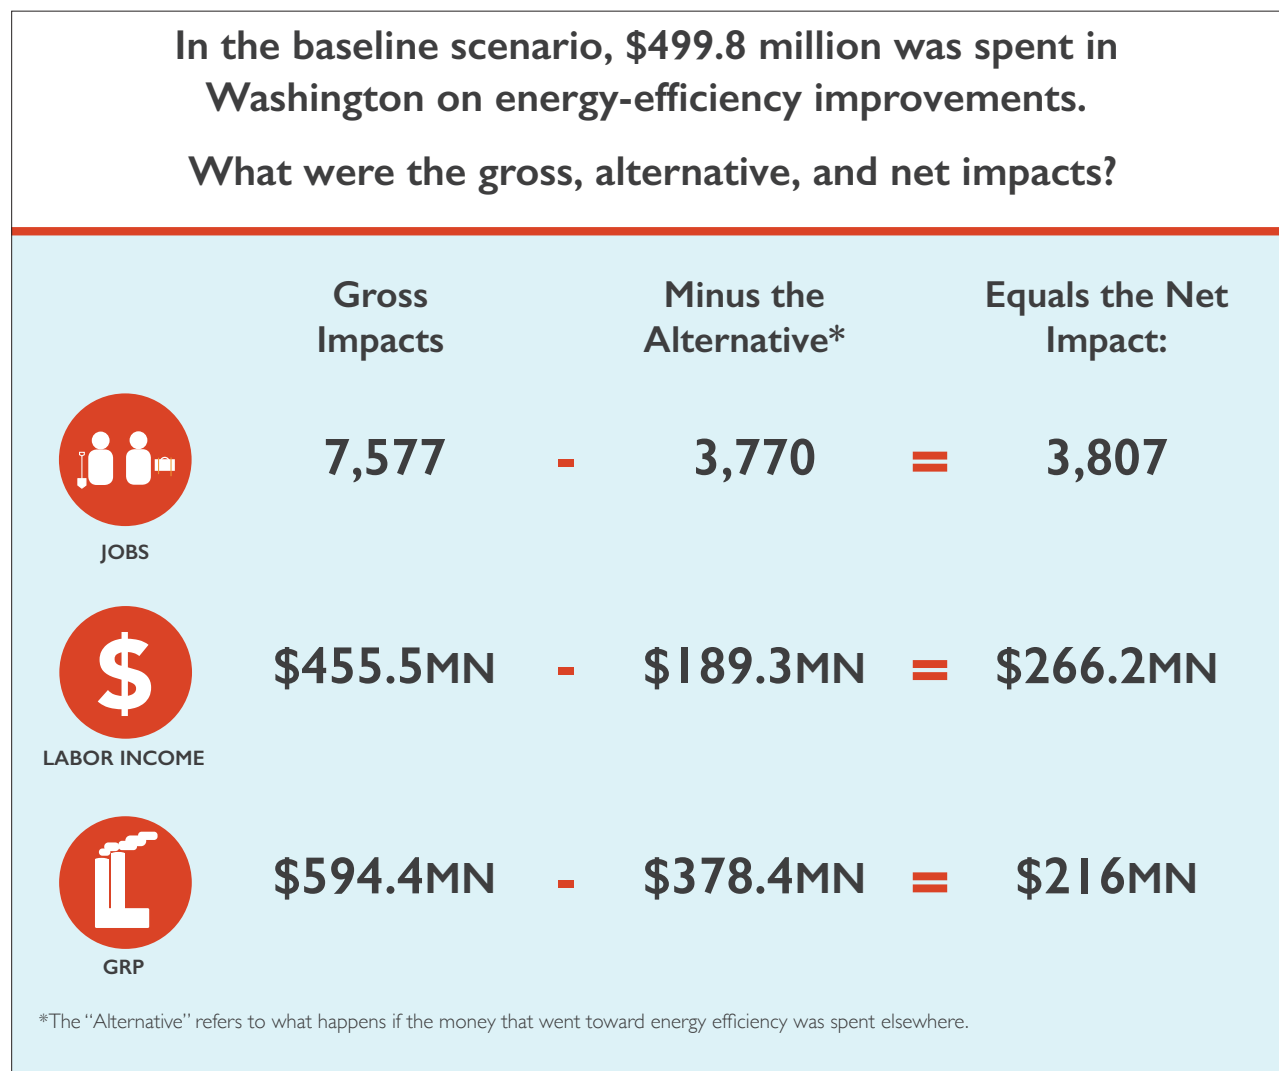 In the baseline scenario, $499.8 million was spent in
Washington on energy-efficiency improvements.
What were the gross, alternative, and net impacts?
Gross
Impacts
Minus the
Alternative*
Equals the Net
Impact:
7,577 - 3,770 = 3,807
JOBS
$
$455.5MN - $189.3MN = $266.2MN
LABOR INCOME
$594.4MN - $378.4MN = $216MN
GRP
*The “Alternative” refers to what happens if the money that went toward energy efficiency was spent elsewhere.